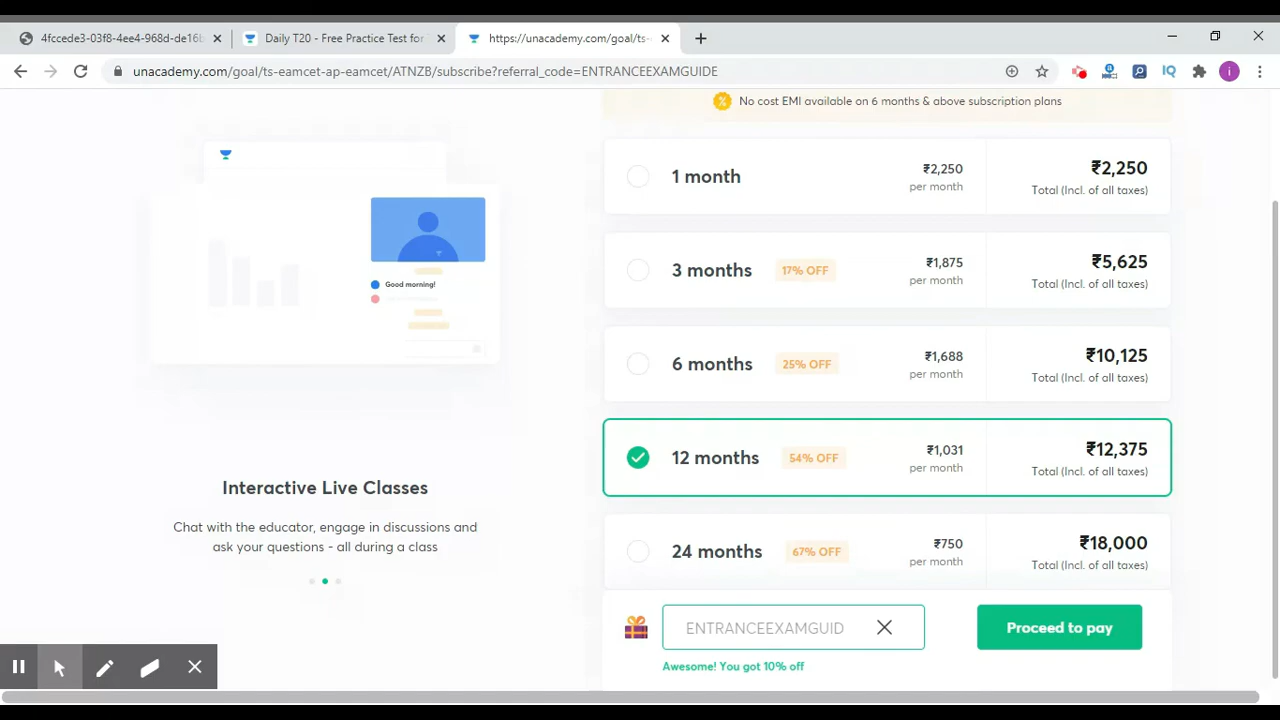 4fccede3-03f8-4ee4-968d-de16b
Daily T20 - Free Practice Test for
https://unacademy.com/goal/ts-
unacademy.com/goal/ts-eamcet-ap-eamcet/ATNZB/subscribe?referral_code=ENTRANCEEXAMGUIDE
IQ
i
No cost EMI available on 6 months & above subscription plans
1 month
₹2,250
per month
₹2,250
Total (Incl. of all taxes)
3 months
17% OFF
₹1,875
per month
₹5,625
Total (Incl. of all taxes)
6 months
25% OFF
₹1,688
per month
₹10,125
Total (Incl. of all taxes)
12 months
54% OFF
₹1,031
per month
₹12,375
Total (Incl. of all taxes)
24 months
67% OFF
₹750
per month
₹18,000
Total (Incl. of all taxes)
Good morning!
Interactive Live Classes
Chat with the educator, engage in discussions and
ask your questions - all during a class
ENTRANCEEXAMGUID
Proceed to pay
Awesome! You got 10% off